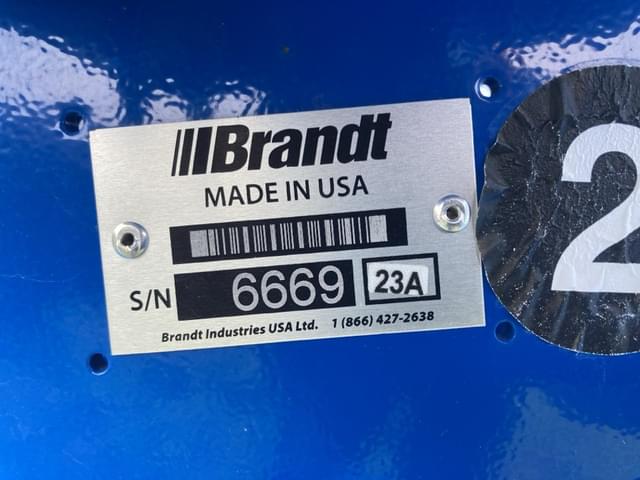 Brandt
MADE IN USA
S/N 6669 23A
Brandt Industries USA Ltd. 1 (866) 427-2638
2